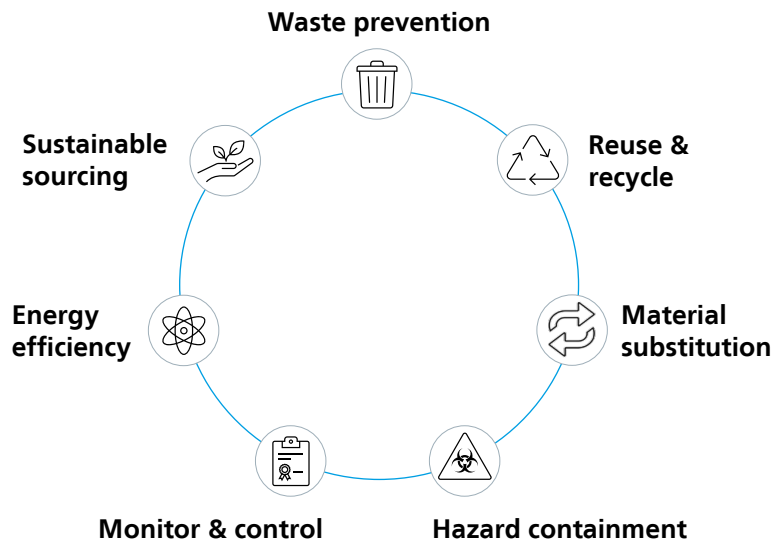 Waste prevention
Reuse &
recycle
Material
substitution
Hazard containment
Monitor & control
Energy
efficiency
Sustainable
sourcing